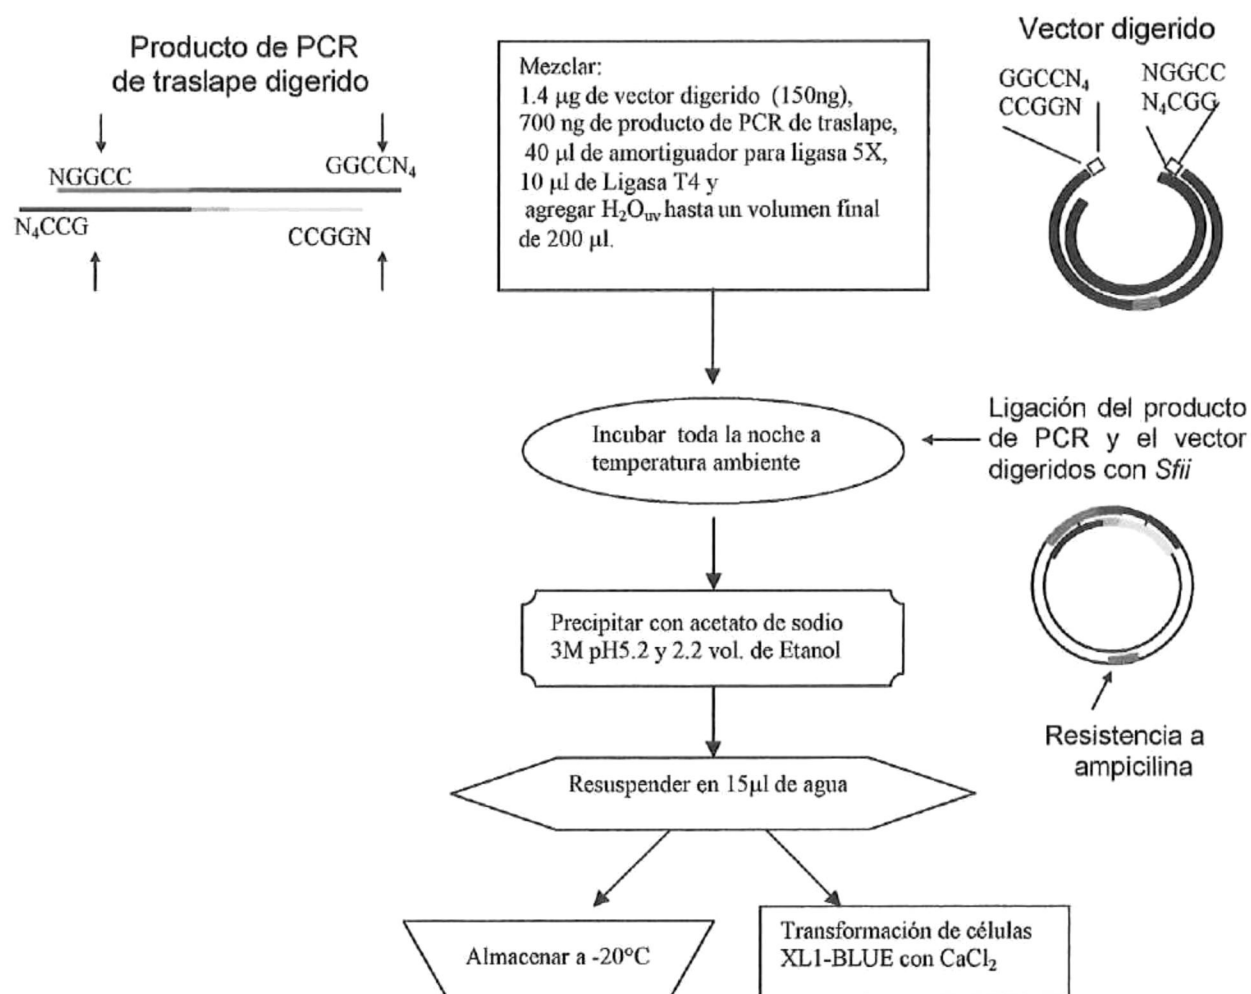 Producto de PCR
de traslape digerido
NGGCC
GGCCN₄
N₄CCG
CCGGN
Mezclar:
1.4 µg de vector digerido (150ng),
700 ng de producto de PCR de traslape,
40 µl de amortiguador para ligasa 5X,
10 µl de Ligasa T4 y
agregar H₂Ouv hasta un volumen final
de 200 µl.
Vector digerido
GGCCN₄
CCGGN
NGGCC
N₄CGG
Incubar toda la noche a
temperatura ambiente
Ligación del producto
de PCR y el vector
digeridos con Sfii
Precipitar con acetato de sodio
3M pH5.2 y 2.2 vol. de Etanol
Resistencia a
ampicilina
Resuspender en 15µl de agua
Almacenar a -20°C
Transformación de células
XL1-BLUE con CaCl₂